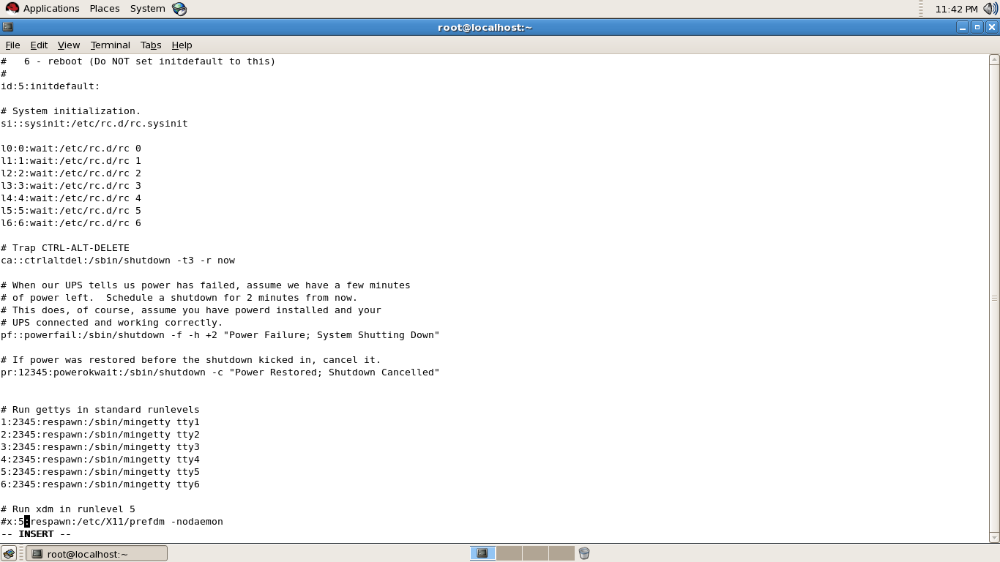 Applications Places System 11:42 PM
root@localhost:~
File Edit View Terminal Tabs Help
#   6 - reboot (Do NOT set initdefault to this)
#
id:5:initdefault:
# System initialization.
si::sysinit:/etc/rc.d/rc.sysinit
l0:0:wait:/etc/rc.d/rc 0
l1:1:wait:/etc/rc.d/rc 1
l2:2:wait:/etc/rc.d/rc 2
l3:3:wait:/etc/rc.d/rc 3
l4:4:wait:/etc/rc.d/rc 4
l5:5:wait:/etc/rc.d/rc 5
l6:6:wait:/etc/rc.d/rc 6
# Trap CTRL-ALT-DELETE
ca::ctrlaltdel:/sbin/shutdown -t3 -r now
# When our UPS tells us power has failed, assume we have a few minutes
# of power left.  Schedule a shutdown for 2 minutes from now.
# This does, of course, assume you have powerd installed and your
# UPS connected and working correctly.
pf::powerfail:/sbin/shutdown -f -h +2 "Power Failure; System Shutting Down"
# If power was restored before the shutdown kicked in, cancel it.
pr:12345:powerokwait:/sbin/shutdown -c "Power Restored; Shutdown Cancelled"
# Run gettys in standard runlevels
1:2345:respawn:/sbin/mingetty tty1
2:2345:respawn:/sbin/mingetty tty2
3:2345:respawn:/sbin/mingetty tty3
4:2345:respawn:/sbin/mingetty tty4
5:2345:respawn:/sbin/mingetty tty5
6:2345:respawn:/sbin/mingetty tty6
# Run xdm in runlevel 5
#x:5:respawn:/etc/X11/prefdm -nodaemon
-- INSERT --
root@localhost:~